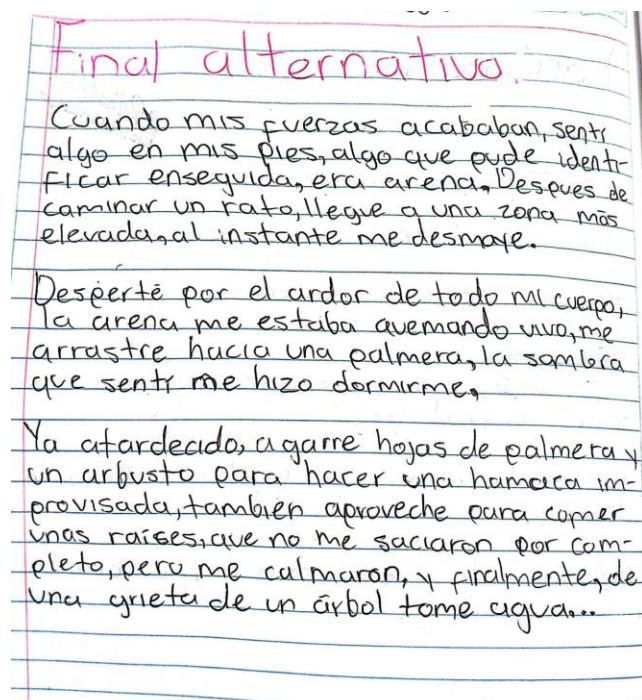 Final alternativo.
Cuando mis fuerzas acababan, sentí
algo en mis pies, algo que pude identi-
ficar enseguida, era arena. Despues de
caminar un rato, llegue a una zona más
elevada, al instante me desmaye.
Desperté por el ardor de todo mi cuerpo,
la arena me estaba quemando vivo, me
arrastre hacia una palmera, la sombra
que sentí me hizo dormirme.
Ya atardecido, agarre hojas de palmera y
un arbusto para hacer una hamaca im-
provisada, tambien aproveche para comer
unas raises, que no me saciaron por com-
pleto, pero me calmaron, y finalmente, de
una grieta de un árbol tome agua...